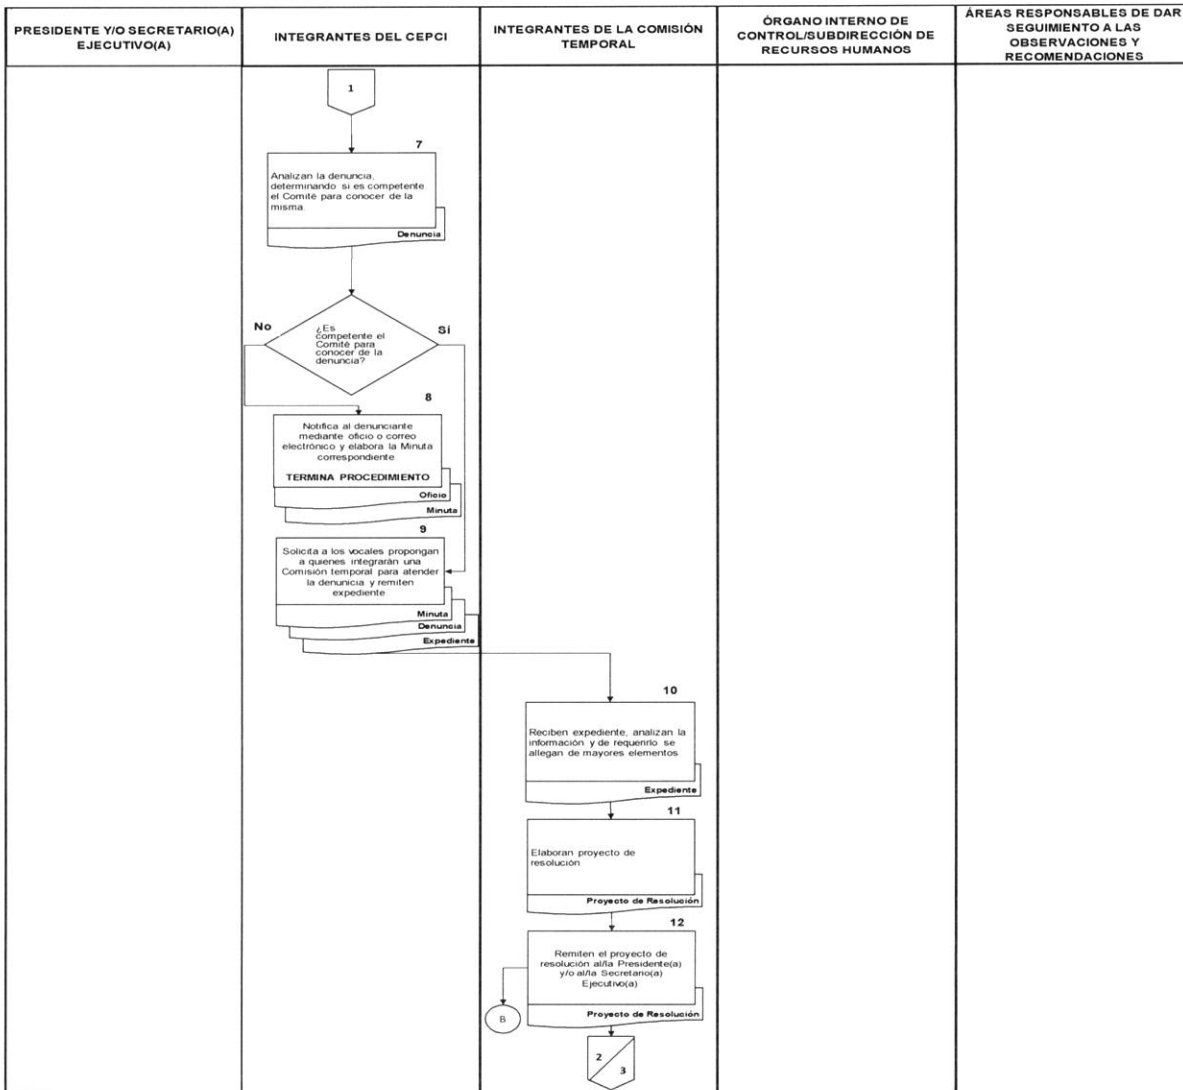 PRESIDENTE Y/O SECRETARIO(A)
EJECUTIVO(A)
INTEGRANTES DEL CEPCI
INTEGRANTES DE LA COMISIÓN
TEMPORAL
ÓRGANO INTERNO DE
CONTROL/SUBDIRECCIÓN DE
RECURSOS HUMANOS
ÁREAS RESPONSABLES DE DAR
SEGUIMIENTO A LAS
OBSERVACIONES Y
RECOMENDACIONES
1
7
Analizan la denuncia,
determinando si es competente
el Comité para conocer de la
misma
Denuncia
No
¿Es
competente el
Comité para
conocer de la
denuncia?
Sí
8
Notifica al denunciante
mediante oficio o correo
electrónico y elabora la Minuta
correspondiente
TERMINA PROCEDIMIENTO
Oficio
Minuta
9
Solicita a los vocales propongan
a quienes integrarán una
Comisión temporal para atender
la denunicia y remiten
expediente
Minuta
Denuncia
Expediente
10
Reciben expediente, analizan la
información y de requerirlo se
allegan de mayores elementos
Expediente
11
Elaboran proyecto de
resolución
Proyecto de Resolución
12
Remiten el proyecto de
resolución al/la Presidente(a)
y/o al/la Secretario(a)
Ejecutivo(a)
Proyecto de Resolución
B
2
3